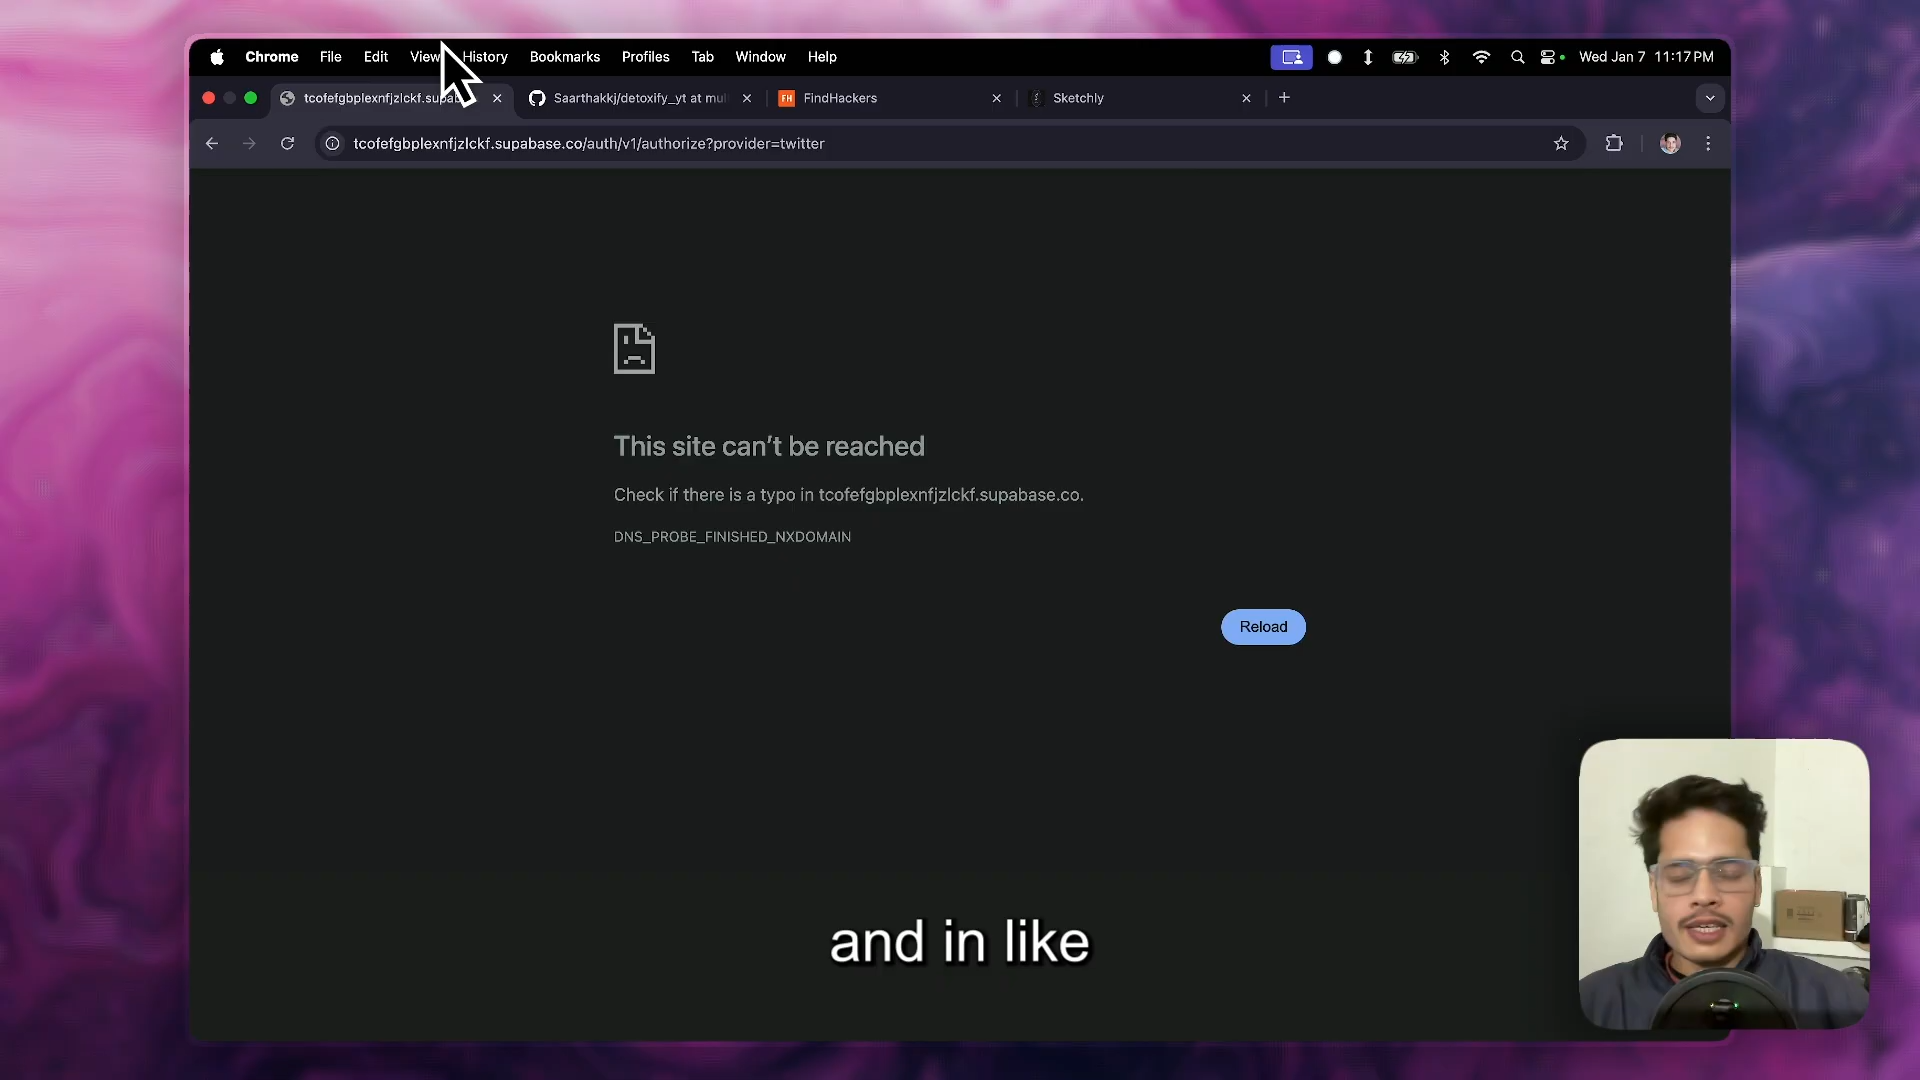 Chrome File Edit View History Bookmarks Profiles Tab Window Help Wed Jan 7 11:17 PM
tcofefgbplexnfjzlckf.supab Saarthakkj/detoxify_yt at mul FH FindHackers Sketchly
tcofefgbplexnfjzlckf.supabase.co/auth/v1/authorize?provider=twitter
This site can’t be reached
Check if there is a typo in tcofefgbplexnfjzlckf.supabase.co.
DNS_PROBE_FINISHED_NXDOMAIN
Reload
and in like